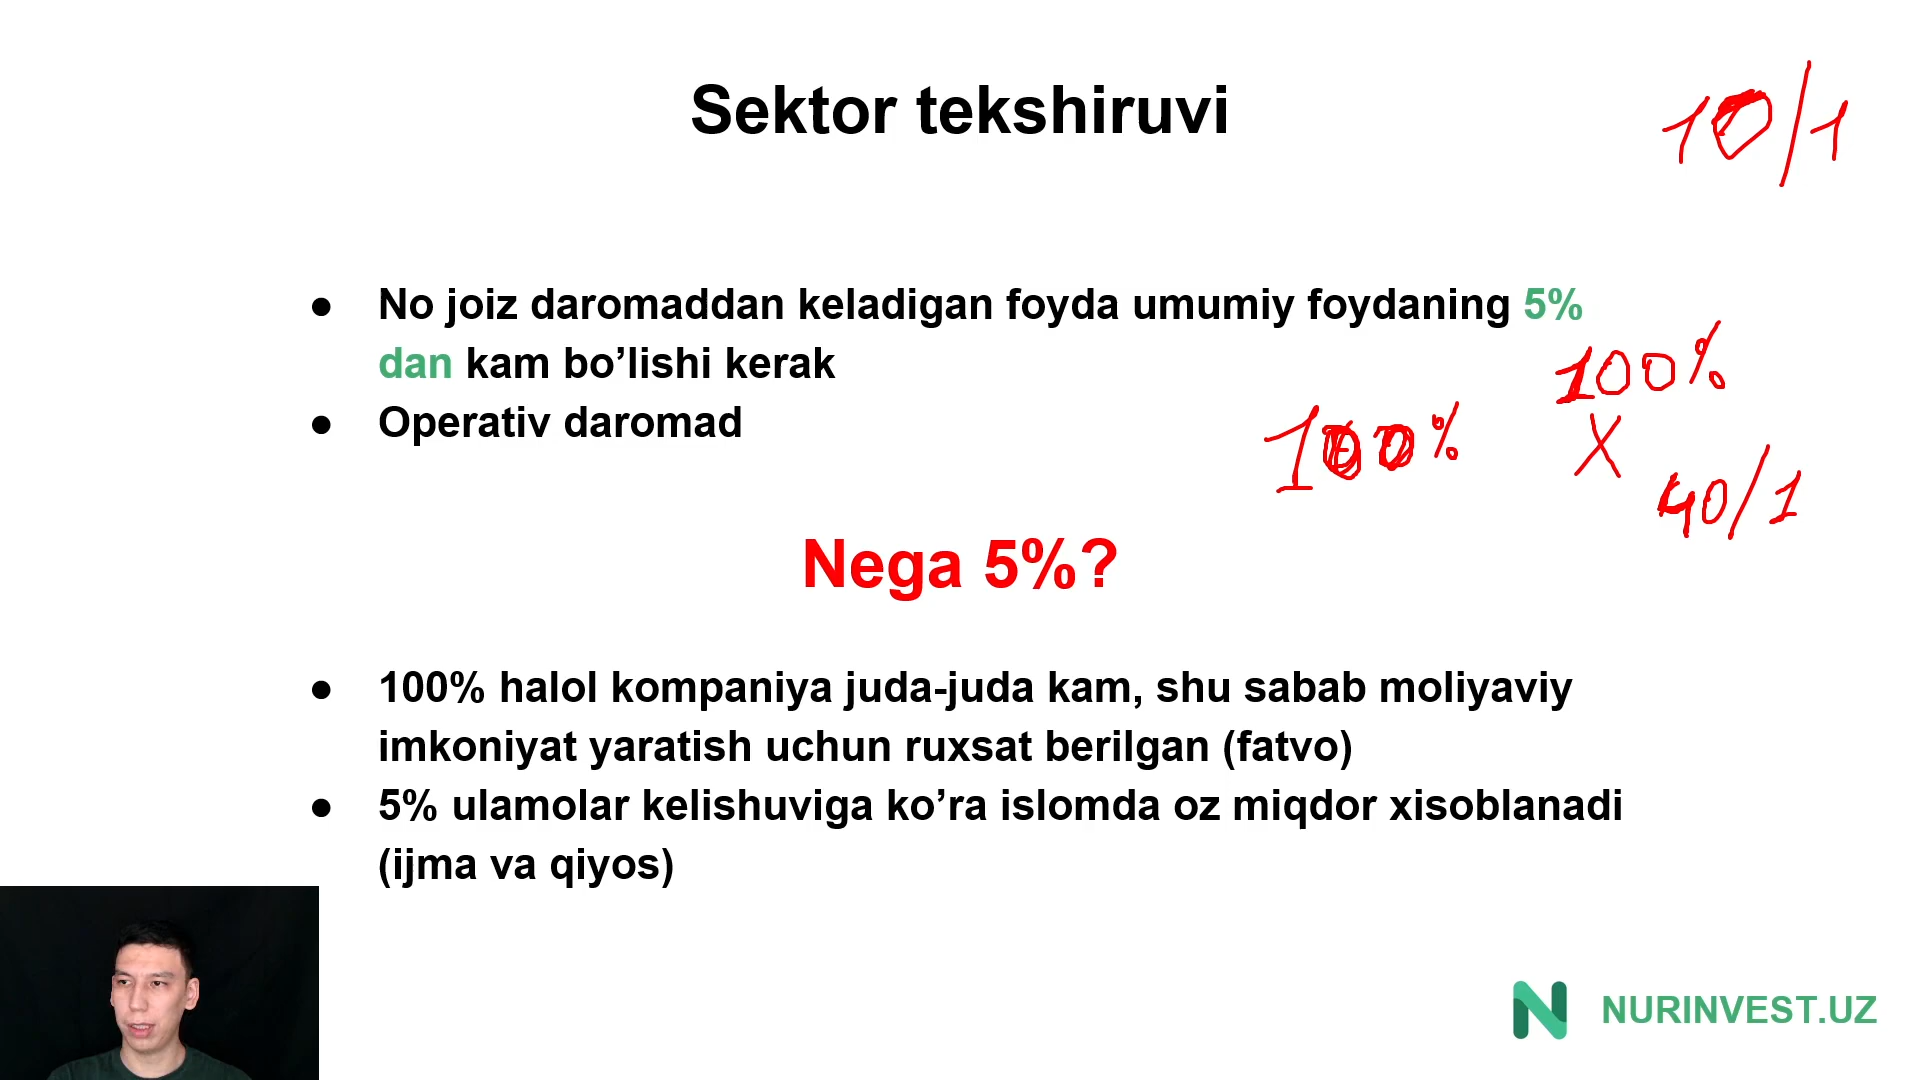 Sektor tekshiruvi
10/1
● No joiz daromaddan keladigan foyda umumiy foydaning 5%
dan kam bo’lishi kerak
● Operativ daromad
100%
100%
X
40/1
Nega 5%?
● 100% halol kompaniya juda-juda kam, shu sabab moliyaviy
imkoniyat yaratish uchun ruxsat berilgan (fatvo)
● 5% ulamolar kelishuviga ko’ra islomda oz miqdor xisoblanadi
(ijma va qiyos)
NURINVEST.UZ